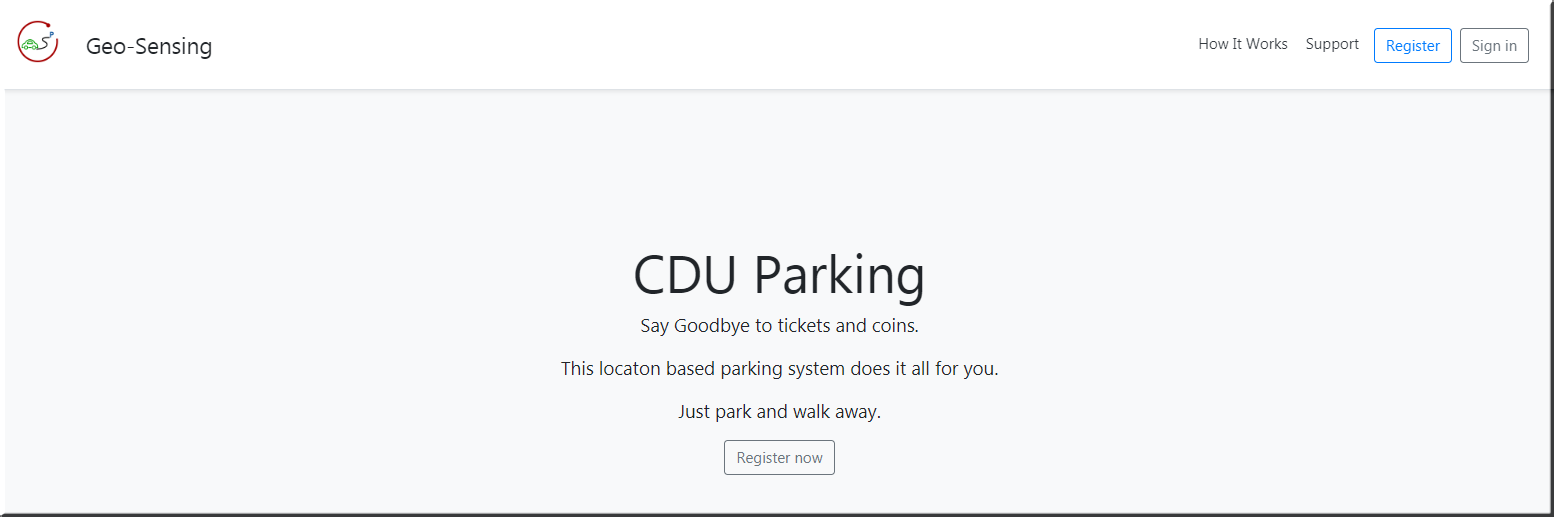 P
Geo-Sensing
How It Works
Support
Register
Sign in
CDU Parking
Say Goodbye to tickets and coins.
This locaton based parking system does it all for you.
Just park and walk away.
Register now